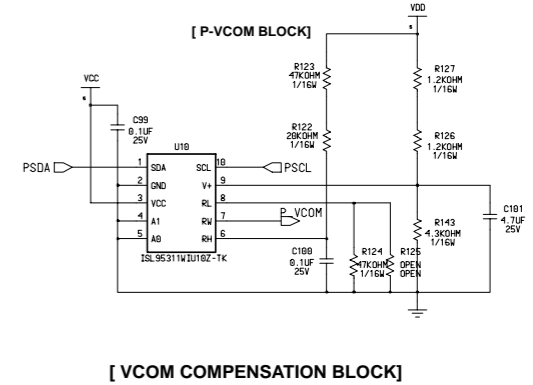 VDD
s
[ P-VCOM BLOCK]
R123
47KOHM
1/16W
R127
1.2KOHM
1/16W
VCC
s
C99
0.1UF
25V
R122
20KOHM
1/16W
R126
1.2KOHM
1/16W
U10
PSDA 1 SDA SCL 10 PSCL
2 GND V+ 9
3 VCC RL 8
4 A1 RW 7 P_VCOM
5 A0 RH 6
ISL95311WIU10Z-TK
C101
4.7UF
25V
R143
4.3KOHM
1/16W
C100
0.1UF
25V
R124
47KOHM
1/16W
R125
OPEN
OPEN
[ VCOM COMPENSATION BLOCK]